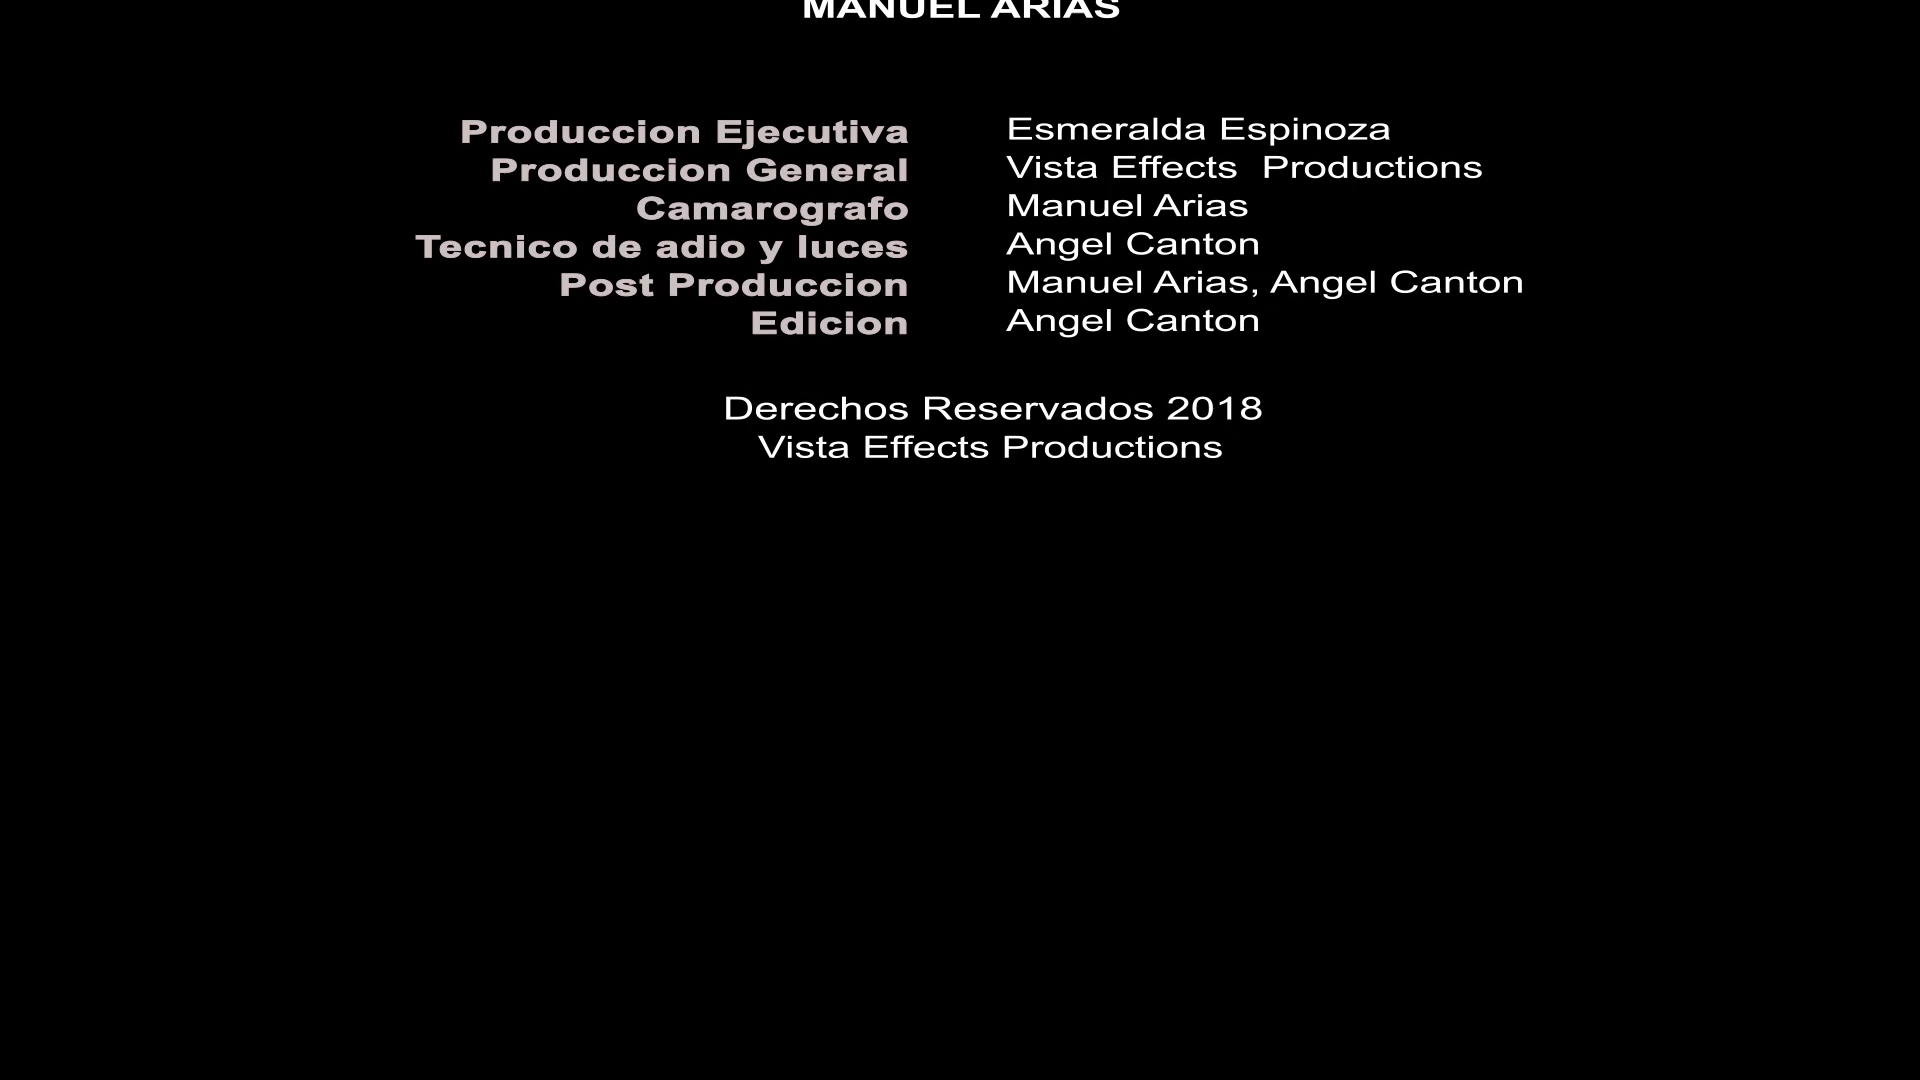 MANUEL ARIAS
Produccion Ejecutiva Esmeralda Espinoza
Produccion General Vista Effects Productions
Camarografo Manuel Arias
Tecnico de adio y luces Angel Canton
Post Produccion Manuel Arias, Angel Canton
Edicion Angel Canton
Derechos Reservados 2018
Vista Effects Productions